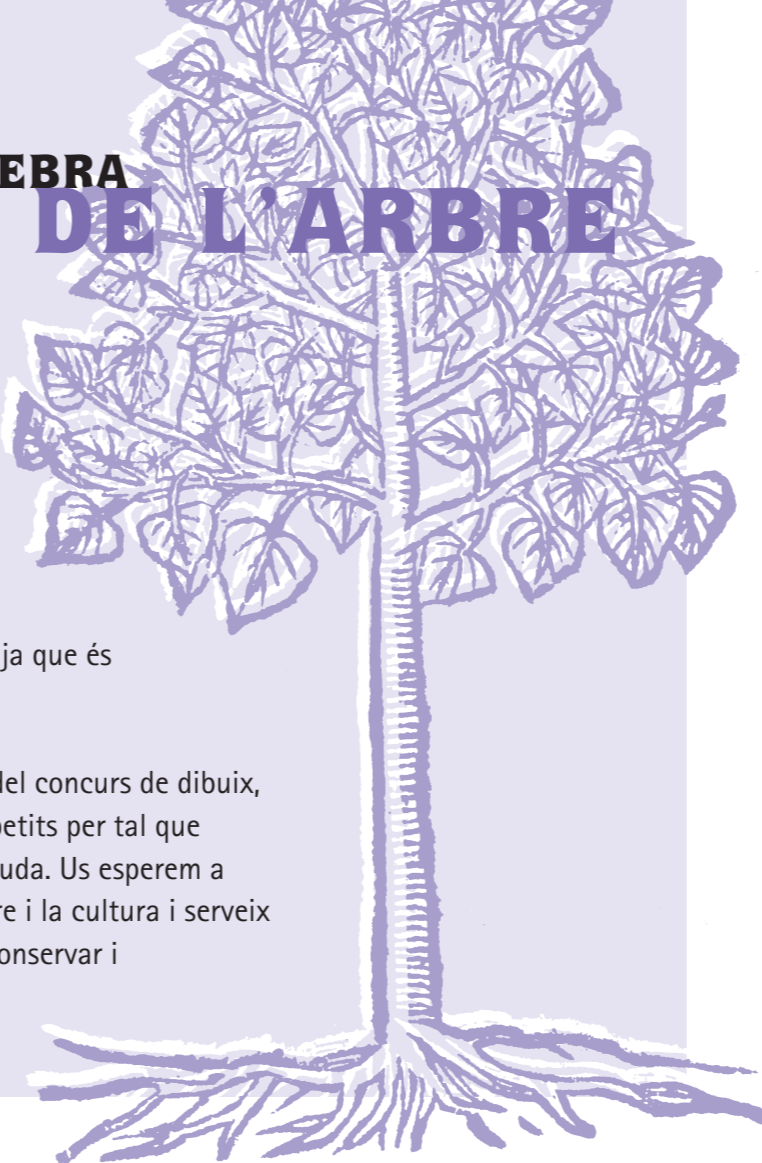 EBRA
DE L’ARBRE
ja que és
del concurs de dibuix,
petits per tal que
uda. Us esperem a
re i la cultura i serveix
onservar i